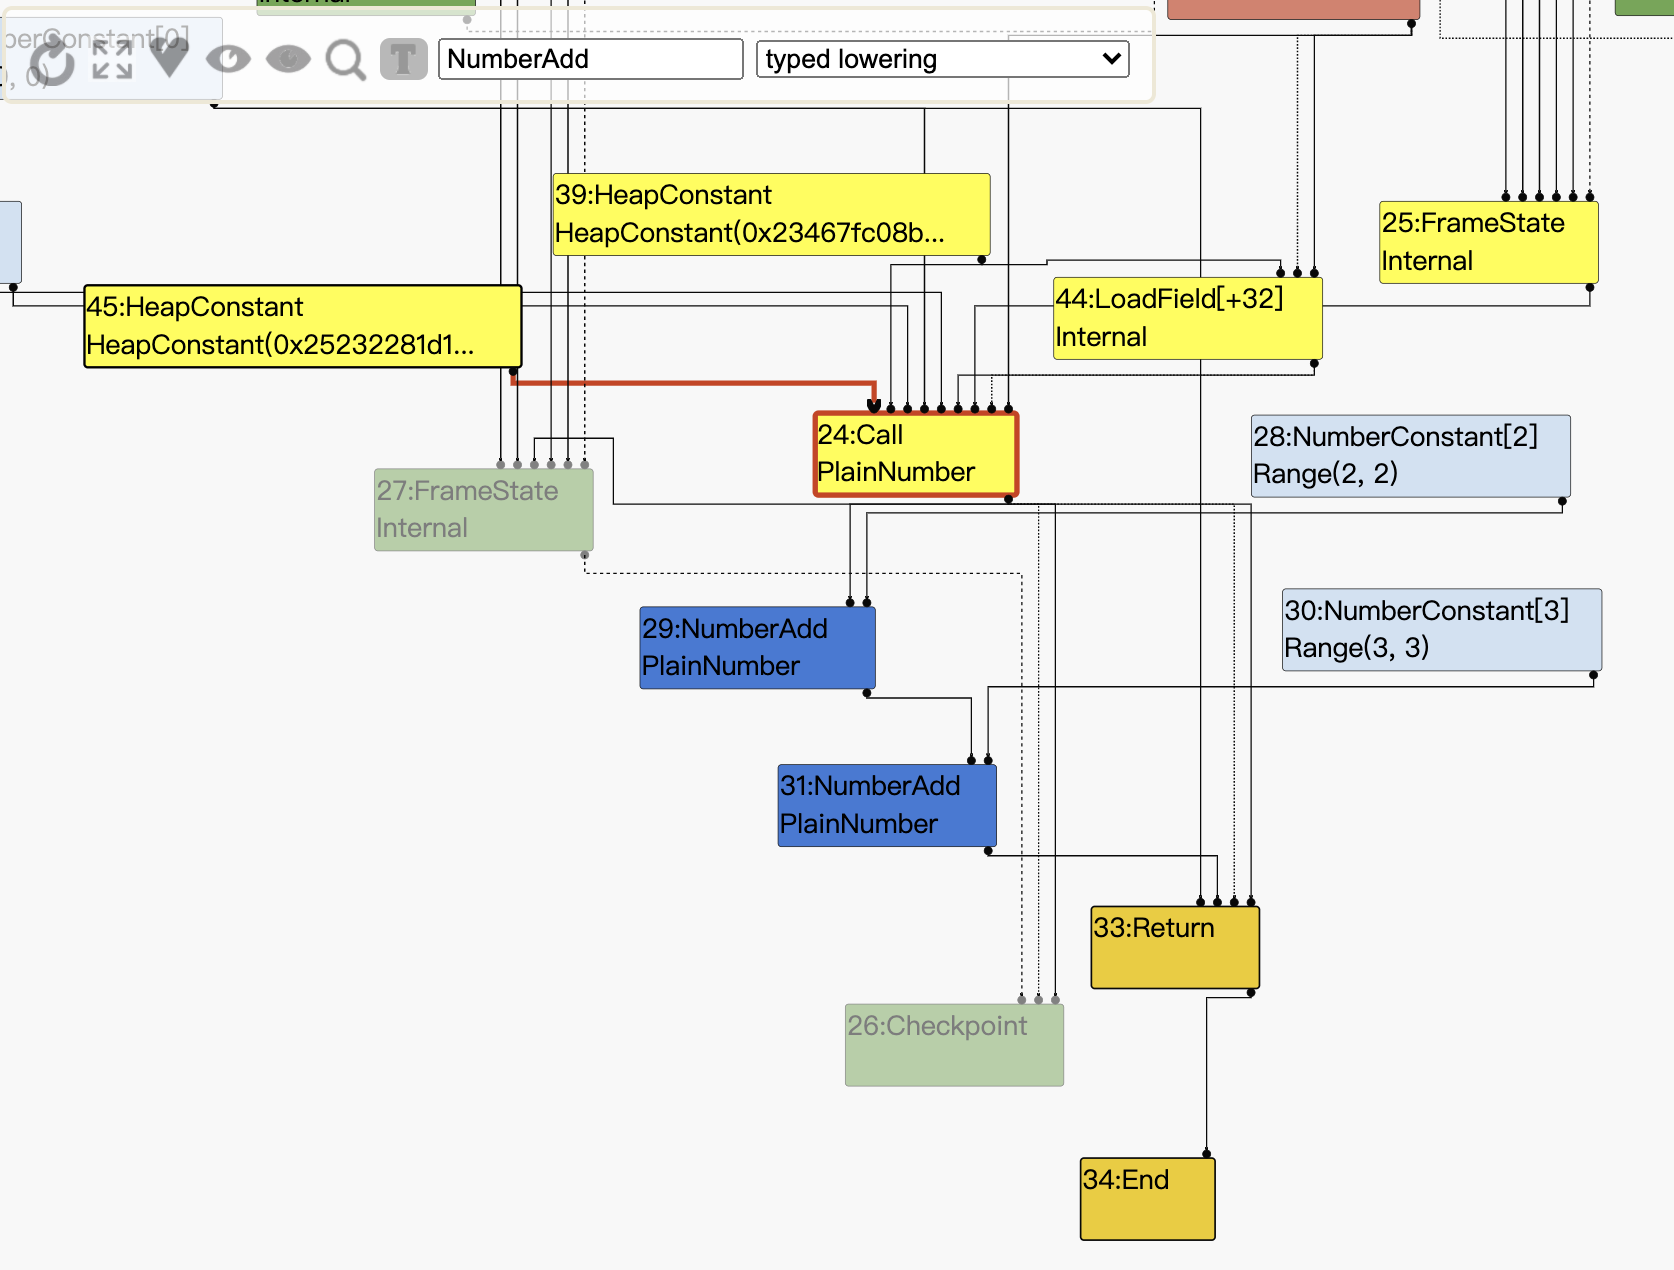 Internal
berConstant[0]
, 0)
T
NumberAdd
typed lowering
39:HeapConstant
HeapConstant(0x23467fc08b...
25:FrameState
Internal
45:HeapConstant
HeapConstant(0x25232281d1...
44:LoadField[+32]
Internal
24:Call
PlainNumber
28:NumberConstant[2]
Range(2, 2)
27:FrameState
Internal
29:NumberAdd
PlainNumber
30:NumberConstant[3]
Range(3, 3)
31:NumberAdd
PlainNumber
33:Return
26:Checkpoint
34:End